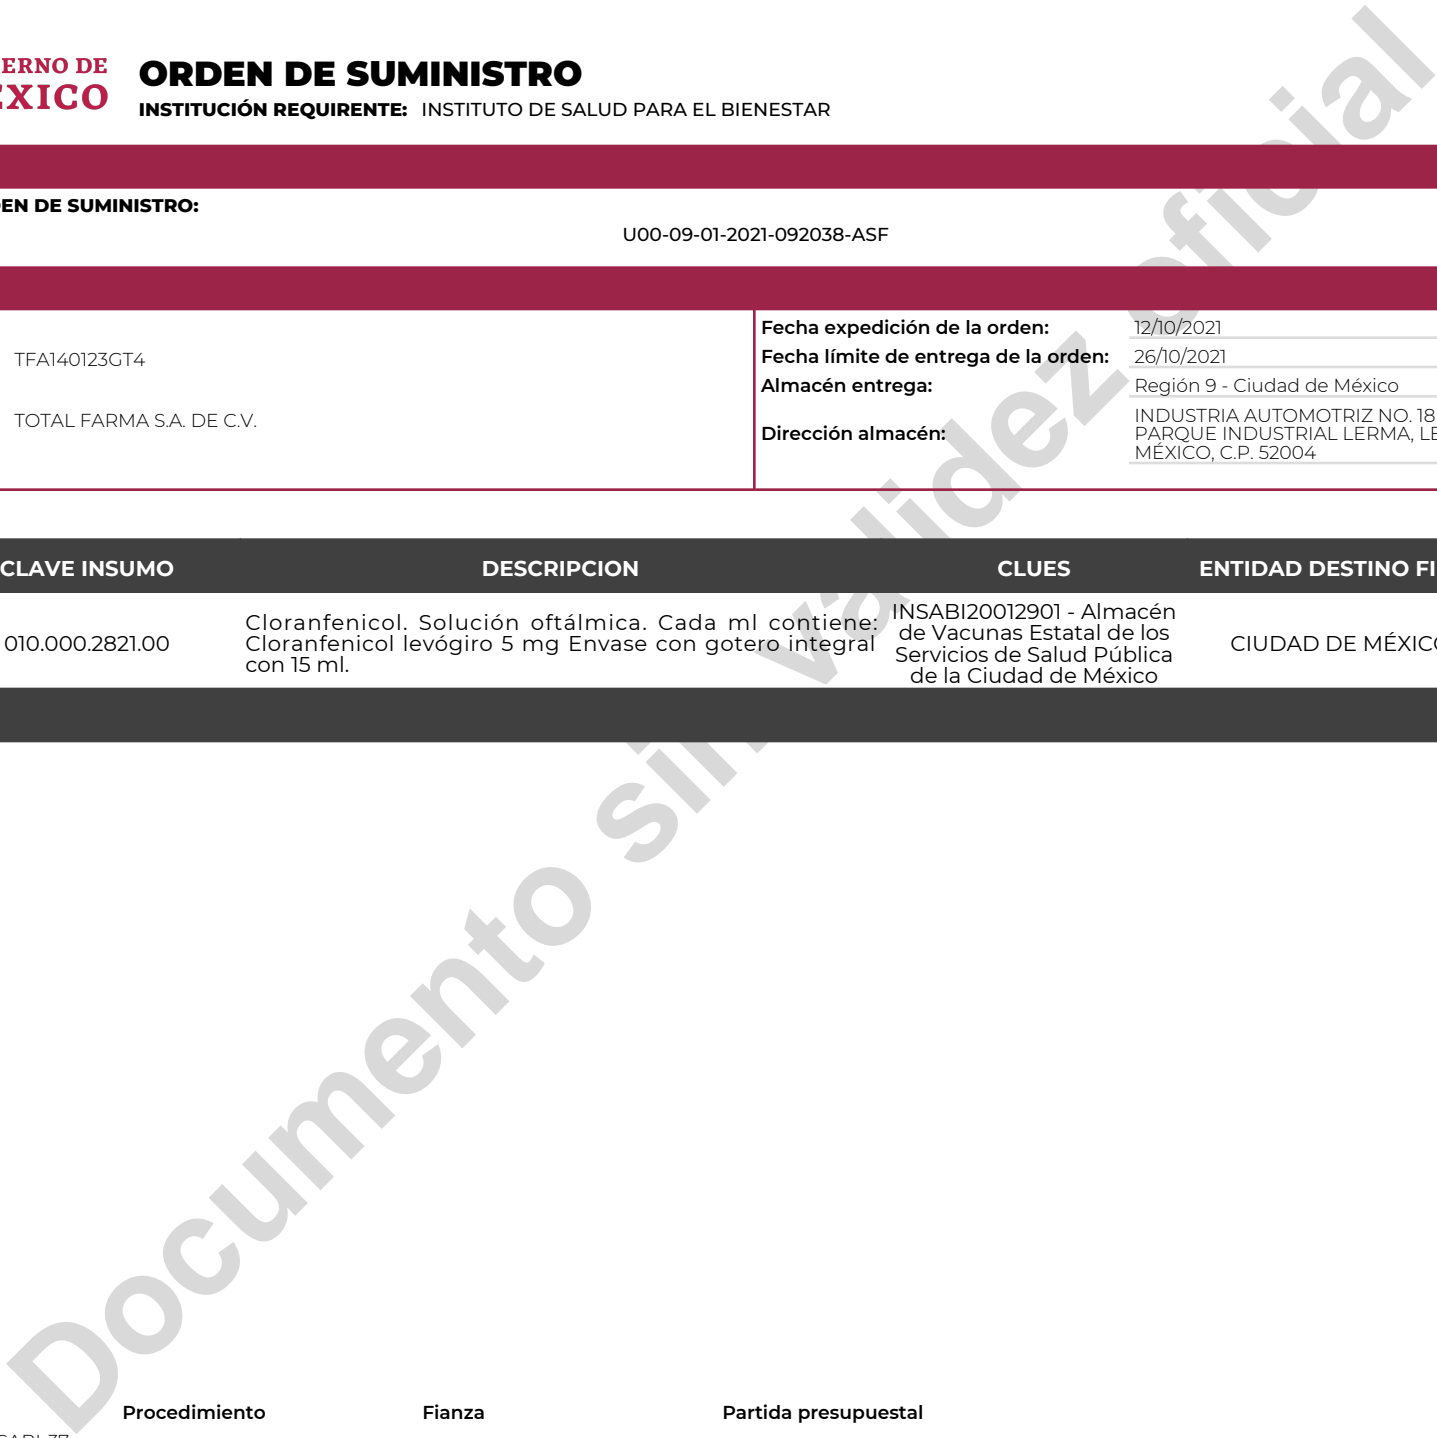 ERNO DE
ÉXICO
ORDEN DE SUMINISTRO
INSTITUCIÓN REQUIRENTE: INSTITUTO DE SALUD PARA EL BIENESTAR
EN DE SUMINISTRO:
U00-09-01-2021-092038-ASF
TFA140123GT4
TOTAL FARMA S.A. DE C.V.
Fecha expedición de la orden: 12/10/2021
Fecha límite de entrega de la orden: 26/10/2021
Almacén entrega: Región 9 - Ciudad de México
Dirección almacén:
INDUSTRIA AUTOMOTRIZ NO. 18
PARQUE INDUSTRIAL LERMA, LE
MÉXICO, C.P. 52004
CLAVE INSUMO DESCRIPCION CLUES ENTIDAD DESTINO FI
010.000.2821.00
Cloranfenicol. Solución oftálmica. Cada ml contiene:
Cloranfenicol levógiro 5 mg Envase con gotero integral
con 15 ml.
INSABI20012901 - Almacén
de Vacunas Estatal de los
Servicios de Salud Pública
de la Ciudad de México
CIUDAD DE MÉXICO
Documento sin validez oficial
Procedimiento Fianza Partida presupuestal